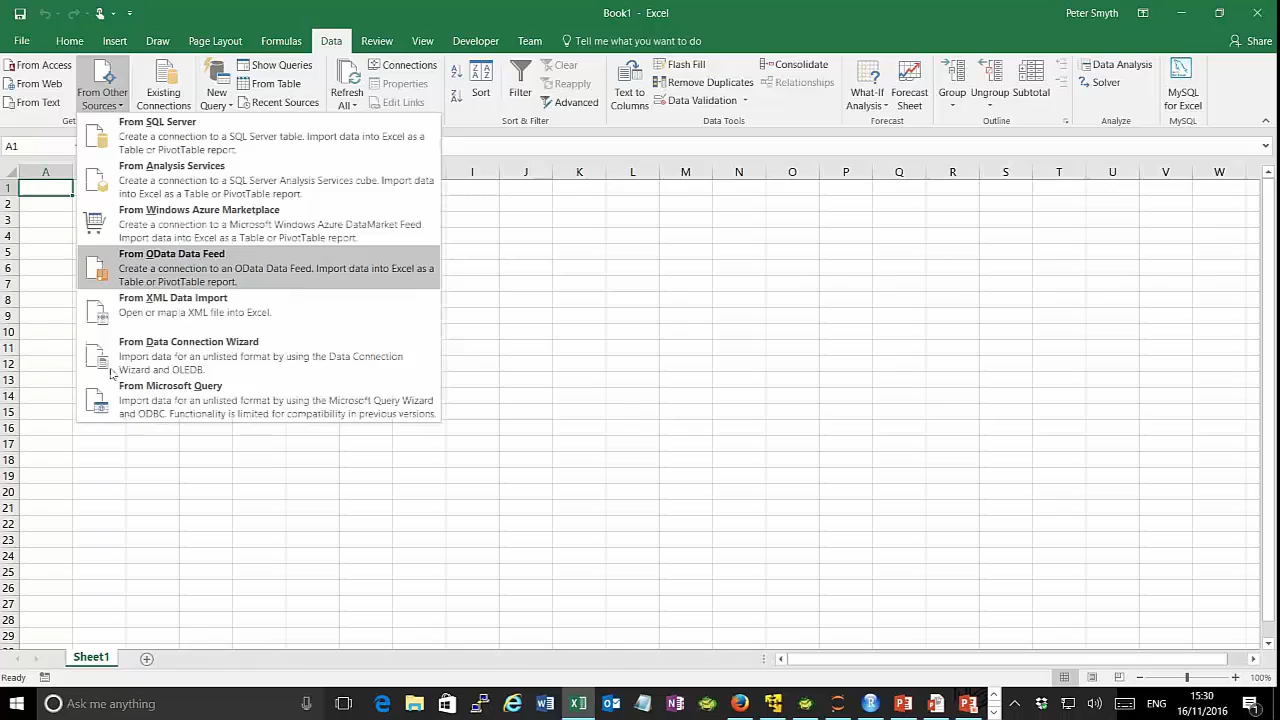 Book1 - Excel
Peter Smyth
File Home Insert Draw Page Layout Formulas Data Review View Developer Team Tell me what you want to do Share
From Access
From Web
From Text
From Other
Sources
Existing
Connections
New
Query
Show Queries
From Table
Recent Sources
Refresh
All
Connections
Properties
Edit Links
Sort
Filter
Clear
Reapply
Advanced
Text to
Columns
Flash Fill
Remove Duplicates
Data Validation
Consolidate
Relationships
What-If
Analysis
Forecast
Sheet
Group
Ungroup
Subtotal
Data Analysis
Solver
MySQL
for Excel
Sort & Filter
Data Tools
Forecast
Outline
Analyze
MySQL
A1
From SQL Server
Create a connection to a SQL Server table. Import data into Excel as a
Table or PivotTable report.
From Analysis Services
Create a connection to a SQL Server Analysis Services cube. Import data
into Excel as a Table or PivotTable report.
From Windows Azure Marketplace
Create a connection to a Microsoft Windows Azure DataMarket Feed.
Import data into Excel as a Table or PivotTable report.
From OData Data Feed
Create a connection to an OData Data Feed. Import data into Excel as a
Table or PivotTable report.
From XML Data Import
Open or map a XML file into Excel.
From Data Connection Wizard
Import data for an unlisted format by using the Data Connection
Wizard and OLEDB.
From Microsoft Query
Import data for an unlisted format by using the Microsoft Query Wizard
and ODBC. Functionality is limited for compatibility in previous versions.
A I J K L M N O P Q R S T U V W
1
2
3
4
5
6
7
8
9
10
11
12
13
14
15
16
17
18
19
20
21
22
23
24
25
26
27
28
29
Sheet1
Ready
100%
Ask me anything
ENG
15:30
16/11/2016